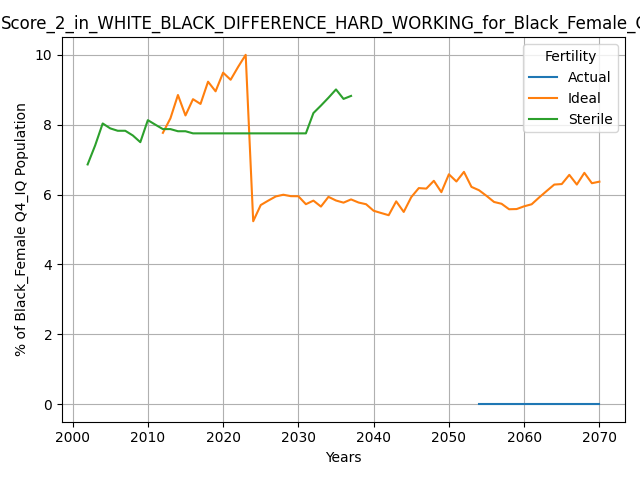 Score_2_in_WHITE_BLACK_DIFFERENCE_HARD_WORKING_for_Black_Female_
Fertility
Actual
Ideal
Sterile
% of Black_Female Q4_IQ Population
10
8
6
4
2
0
2000 2010 2020 2030 2040 2050 2060 2070
Years